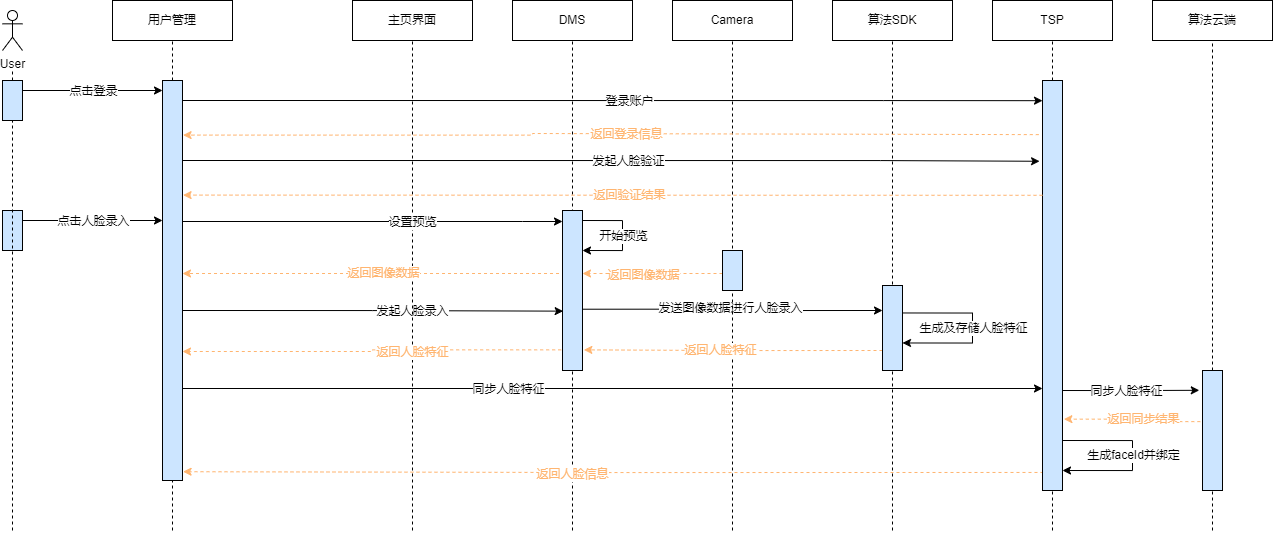 用户管理
主页界面
DMS
Camera
算法SDK
TSP
算法云端
User
点击登录
登录账户
返回登录信息
发起人脸验证
返回验证结果
点击人脸录入
设置预览
开始预览
返回图像数据
返回图像数据
发起人脸录入
发送图像数据进行人脸录入
生成及存储人脸特征
返回人脸特征
返回人脸特征
同步人脸特征
同步人脸特征
返回同步结果
生成faceId并绑定
返回人脸信息